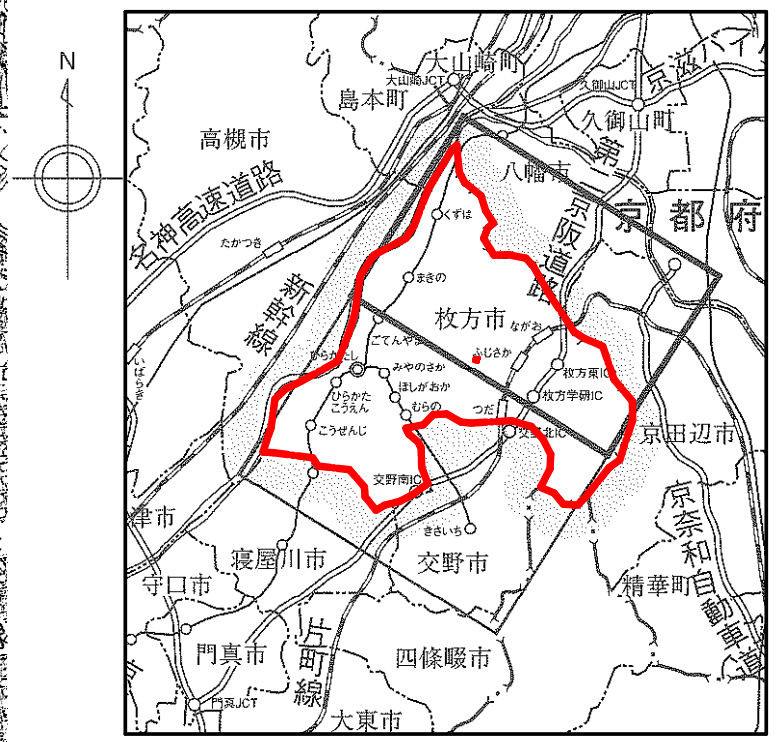 N
大山崎町
大山崎JCT
島本町
久御山JCT
京滋バイパ
久御山町
高槻市
八幡市
第二京阪道路
京都府
名神高速道路
くずは
たかつき
新幹線
まきの
枚方市
ながお
ごてんやま
ふじさか
ひらかたし
いばらき
みやのさか
枚方東IC
ひらかた
こうえん
ほしがおか
枚方学研IC
むらの
つだ
こうぜんじ
交野北IC
京田辺市
交野南IC
津市
きさいち
京奈和自動車道
寝屋川市
交野市
守口市
精華町
門真市
片町線
四條畷市
門真JCT
大東市